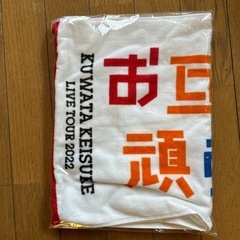 KUWATA KEISUKE
LIVE TOUR 2022
お互
頑